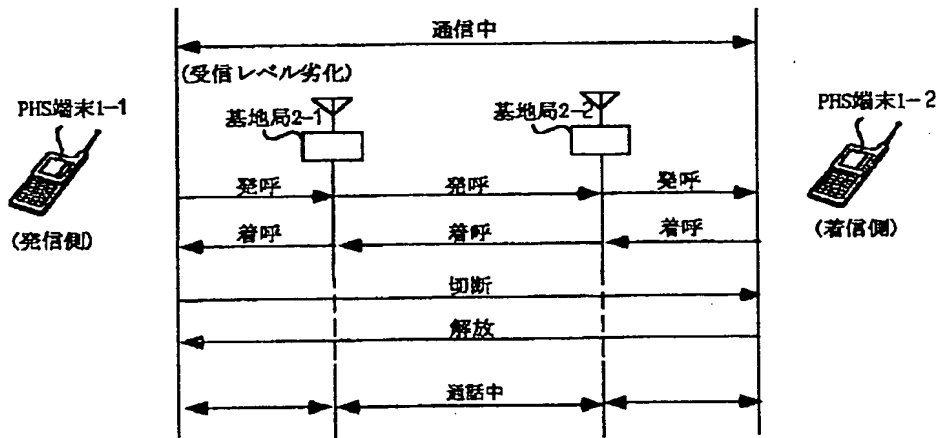 通信中
(受信レベル劣化)
PHS端末1-1
基地局2-1
基地局2-2
PHS端末1-2
発呼
発呼
発呼
(発信側)
着呼
着呼
着呼
(着信側)
切断
解放
通話中